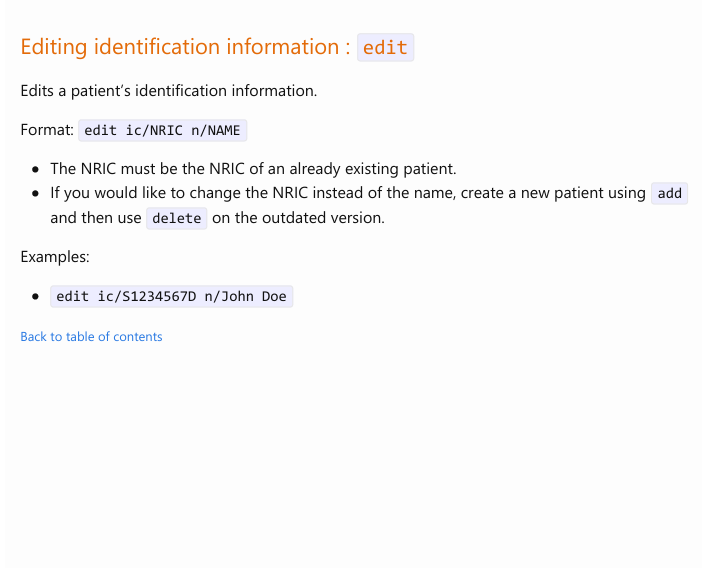 Editing identification information : edit
Edits a patient’s identification information.
Format: edit ic/NRIC n/NAME
● The NRIC must be the NRIC of an already existing patient.
● If you would like to change the NRIC instead of the name, create a new patient using add
and then use delete on the outdated version.
Examples:
● edit ic/S1234567D n/John Doe
Back to table of contents